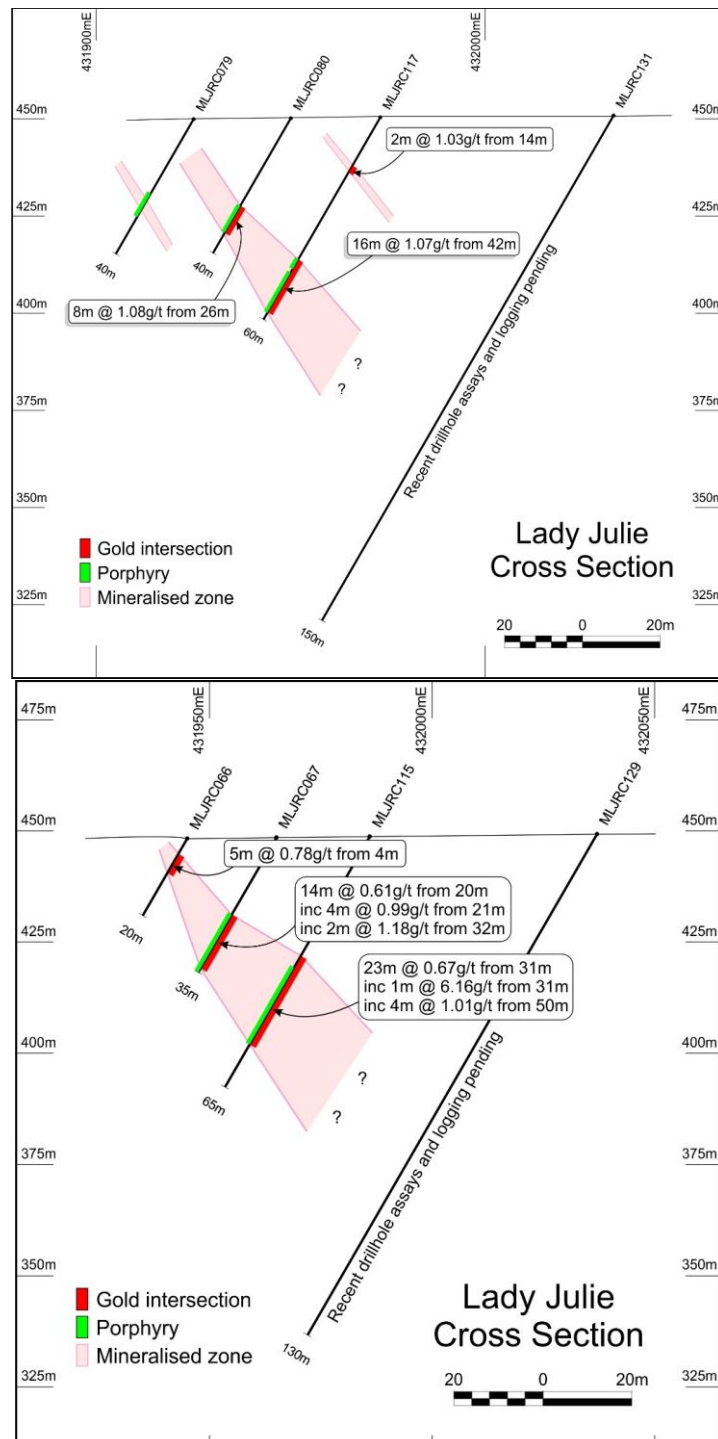 431900mE
432000mE
MLJRC079
MLJRC080
MLJRC117
MLJRC131
450m
450m
2m @ 1.03g/t from 14m
425m
425m
16m @ 1.07g/t from 42m
40m
40m
8m @ 1.08g/t from 26m
400m
400m
60m
?
?
Recent drillhole assays and logging pending
375m
375m
350m
350m
Lady Julie
Cross Section
Gold intersection
Porphyry
Mineralised zone
325m
325m
20
0
20m
150m
475m
475m
431950mE
432000mE
432050mE
MLJRC066
MLJRC067
MLJRC115
MLJRC129
450m
450m
5m @ 0.78g/t from 4m
14m @ 0.61g/t from 20m
inc 4m @ 0.99g/t from 21m
inc 2m @ 1.18g/t from 32m
425m
425m
20m
35m
23m @ 0.67g/t from 31m
inc 1m @ 6.16g/t from 31m
inc 4m @ 1.01g/t from 50m
400m
400m
65m
?
?
Recent drillhole assays and logging pending
375m
375m
350m
350m
Gold intersection
Porphyry
Mineralised zone
Lady Julie
Cross Section
130m
325m
325m
20
0
20m